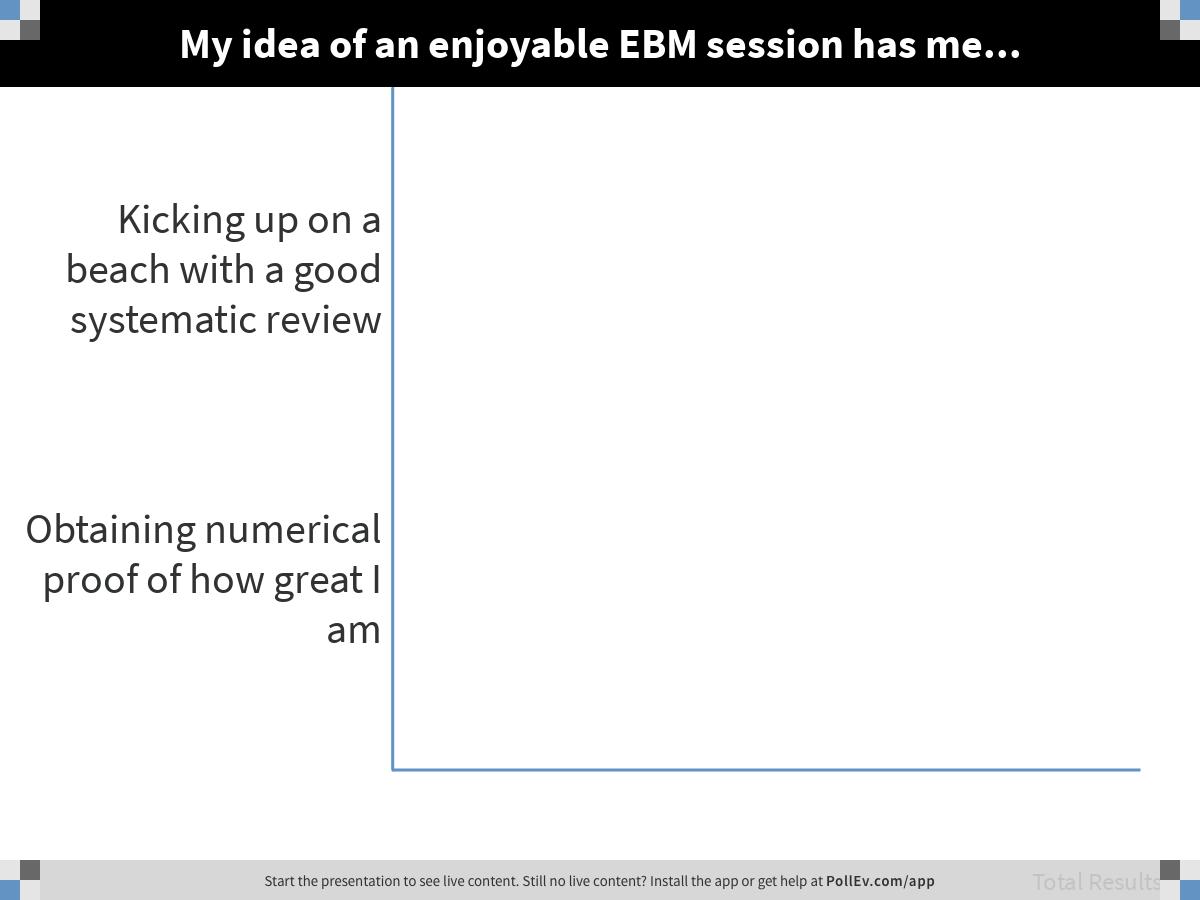 My idea of an enjoyable EBM session has me...
Kicking up on a
beach with a good
systematic review
Obtaining numerical
proof of how great I
am
Start the presentation to see live content. Still no live content? Install the app or get help at PollEv.com/app
Total Results